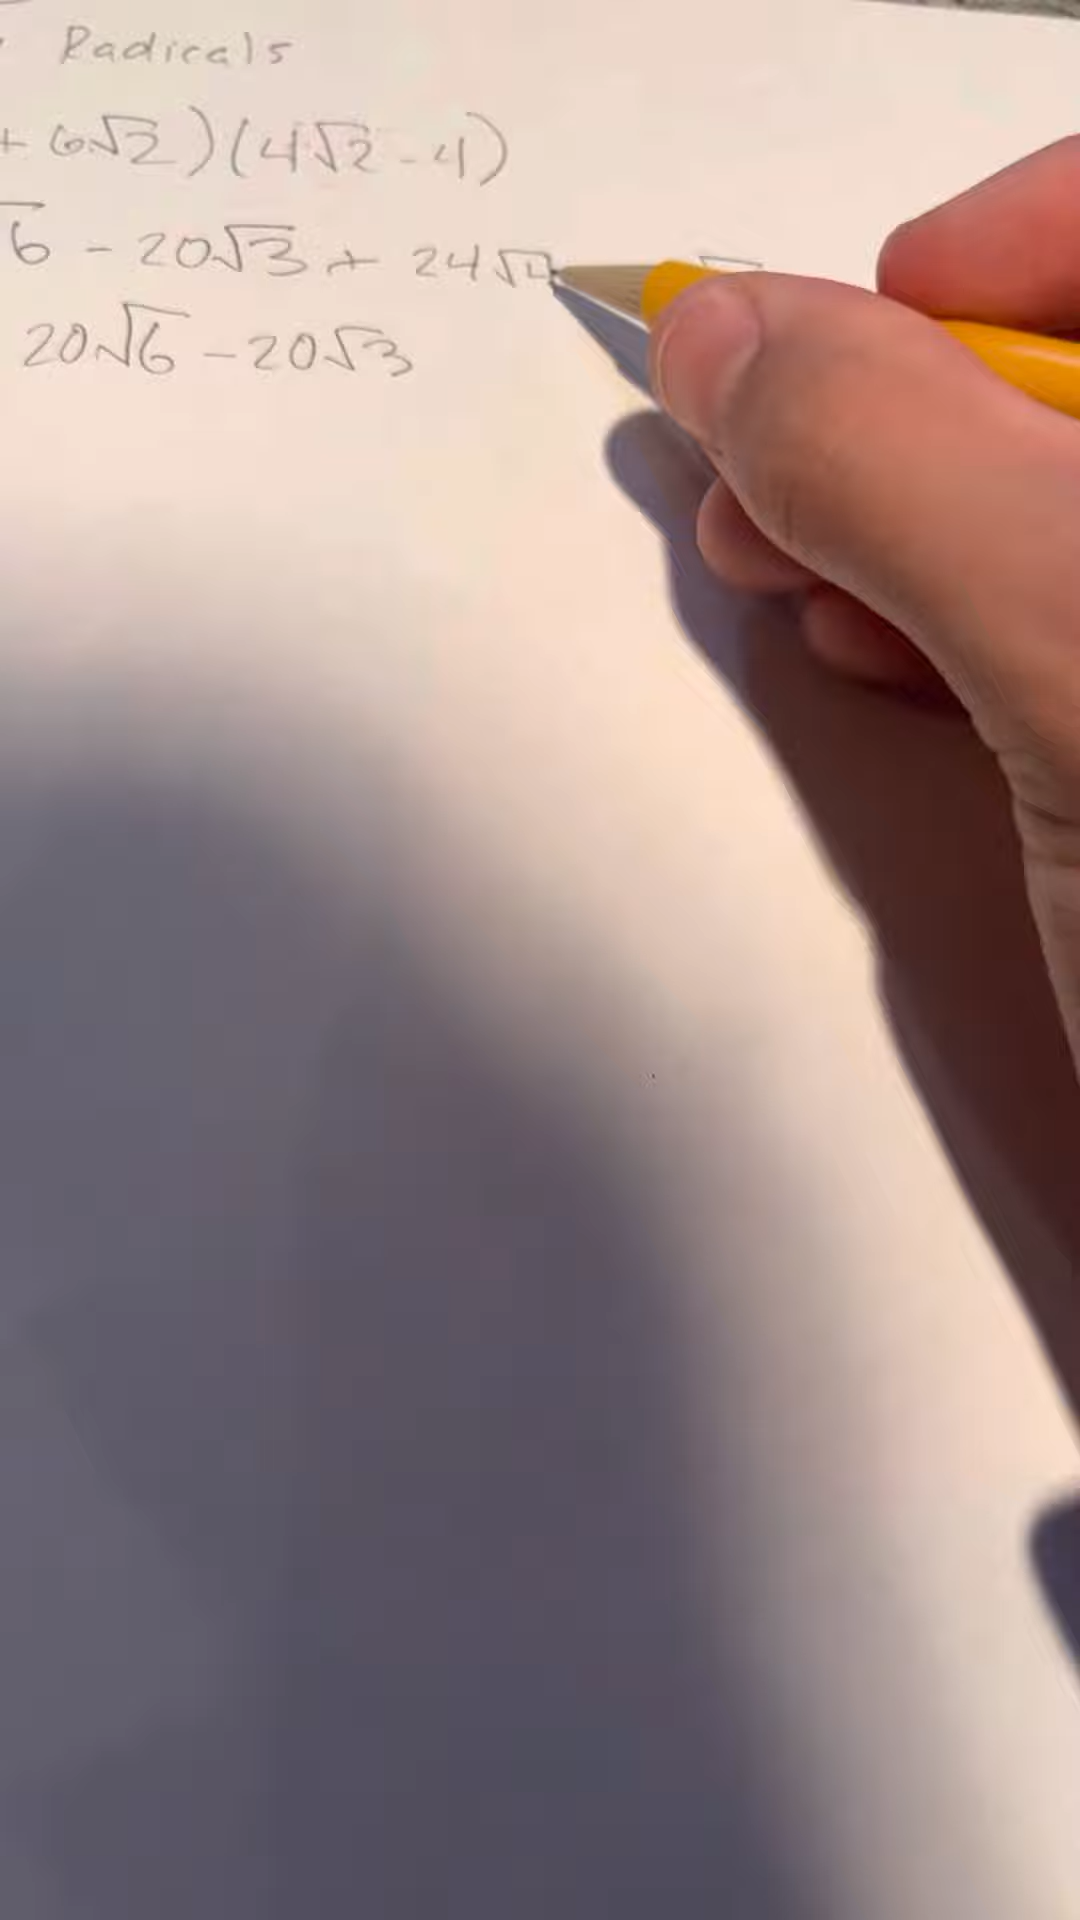 Radicals
+ 6√2)(4√2 - 4)
√6 - 20√3 + 24√4
20√6 - 20√3